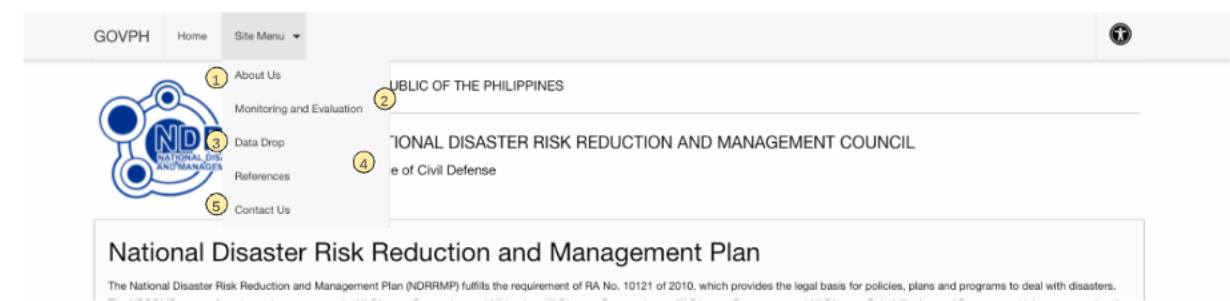 GOVPH Home Site Menu
1 About Us
UBLIC OF THE PHILIPPINES
2
Monitoring and Evaluation
ND
3 Data Drop
TIONAL DISASTER RISK REDUCTION AND MANAGEMENT COUNCIL
NATIONAL DIS
AND MANAGEM
4
e of Civil Defense
References
5 Contact Us
National Disaster Risk Reduction and Management Plan
The National Disaster Risk Reduction and Management Plan (NDRRMP) fulfills the requirement of RA No. 10121 of 2010, which provides the legal basis for policies, plans and programs to deal with disasters.